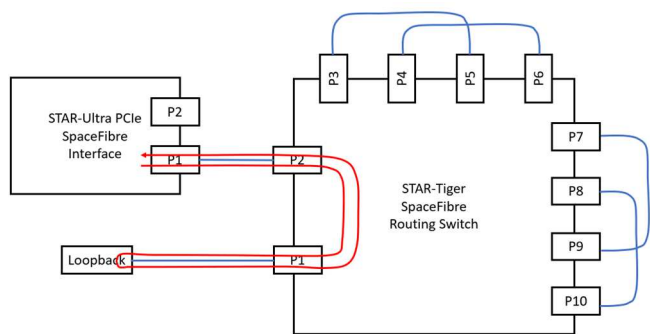 P3
P4
P5
P6
STAR-Ultra PCIe
SpaceFibre
Interface
P2
P1
P2
P7
STAR-Tiger
SpaceFibre
Routing Switch
P8
P9
Loopback
P1
P10